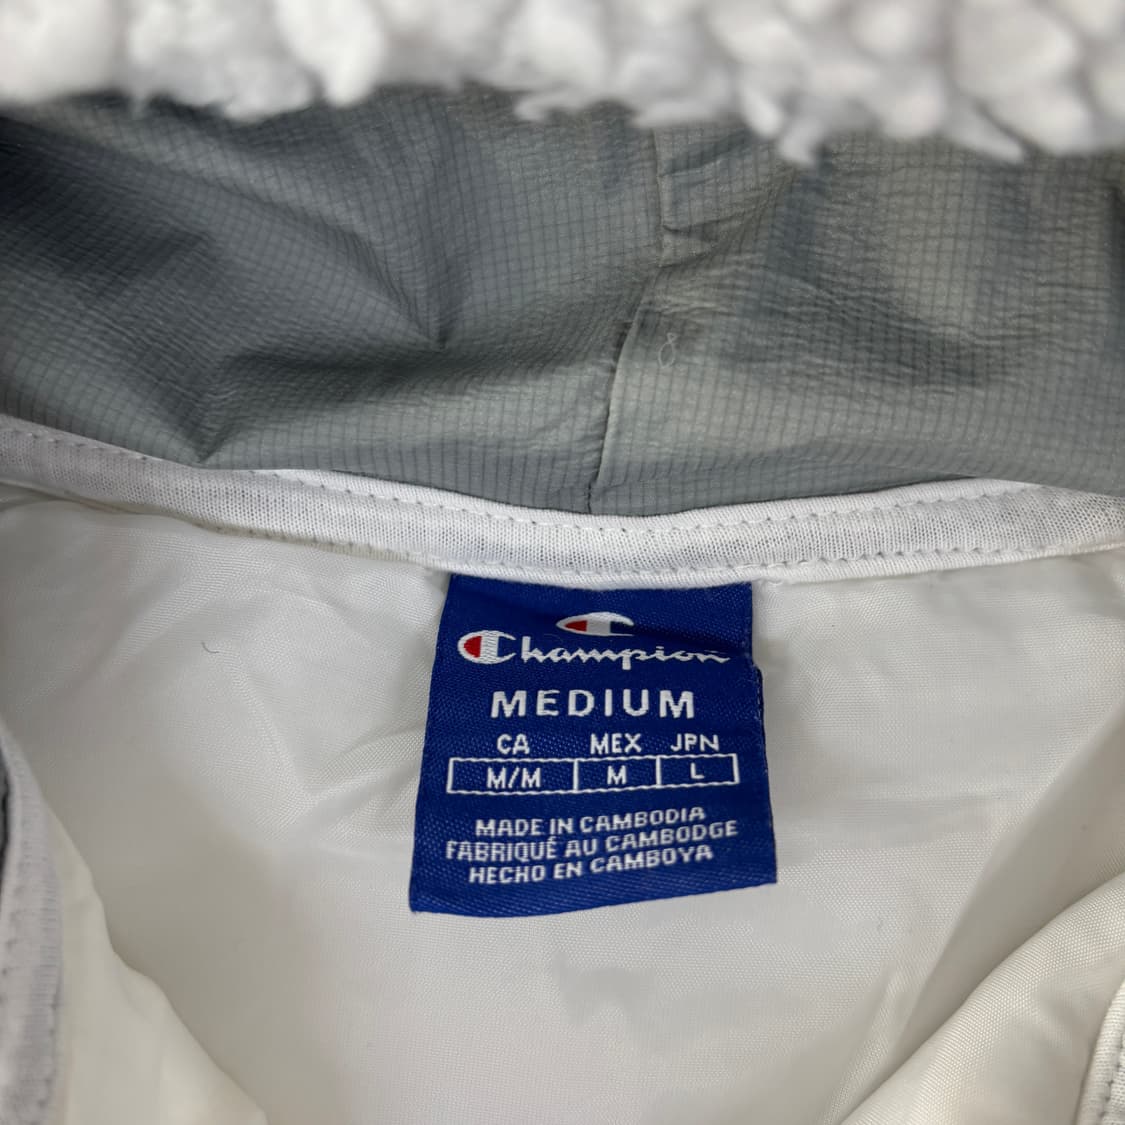 Champion
MEDIUM
CA MEX JPN
M/M M L
MADE IN CAMBODIA
FABRIQUÉ AU CAMBODGE
HECHO EN CAMBOYA